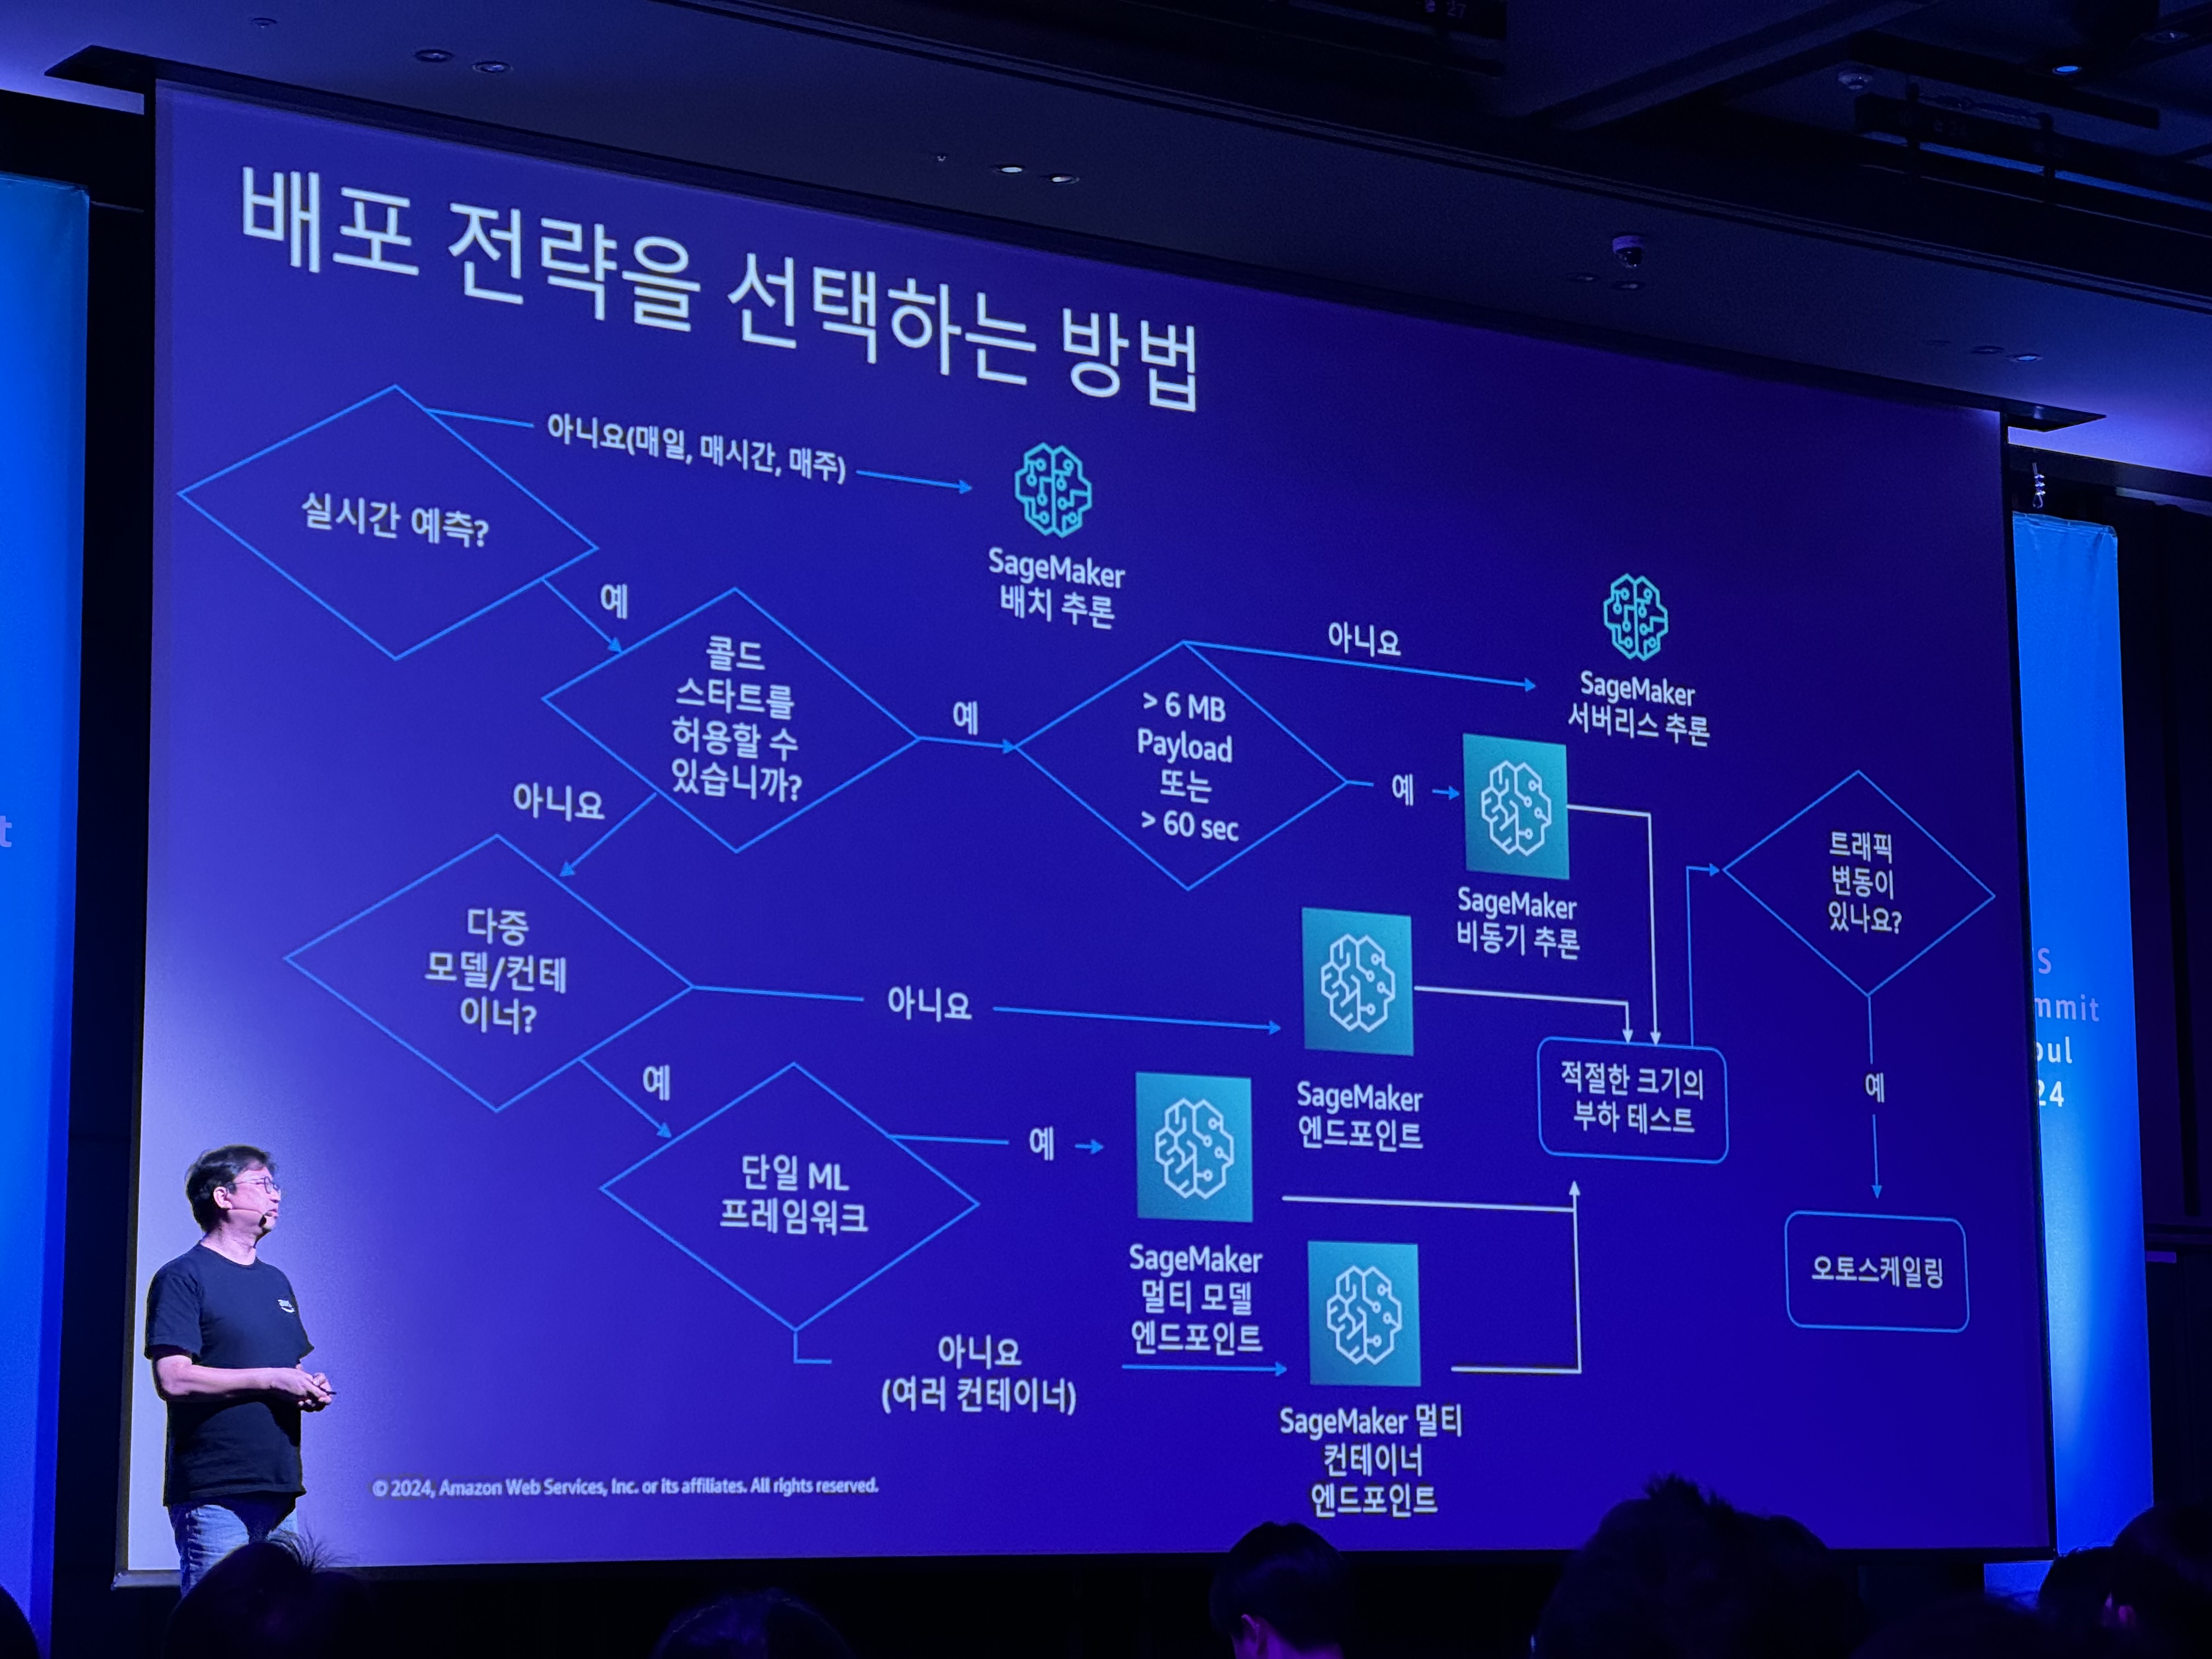 배포 전략을 선택하는 방법
실시간 예측?
아니요(매일, 매시간, 매주)
SageMaker
배치 추론
예
콜드
스타트를
허용할 수
있습니까?
예
> 6 MB
Payload
또는
> 60 sec
아니요
SageMaker
서버리스 추론
예
SageMaker
비동기 추론
아니요
다중
모델/컨테
이너?
아니요
SageMaker
엔드포인트
예
단일 ML
프레임워크
예
SageMaker
멀티 모델
엔드포인트
아니요
(여러 컨테이너)
SageMaker 멀티
컨테이너
엔드포인트
적절한 크기의
부하 테스트
트래픽
변동이
있나요?
예
오토스케일링
© 2024, Amazon Web Services, Inc. or its affiliates. All rights reserved.
t
S
mmit
oul
24